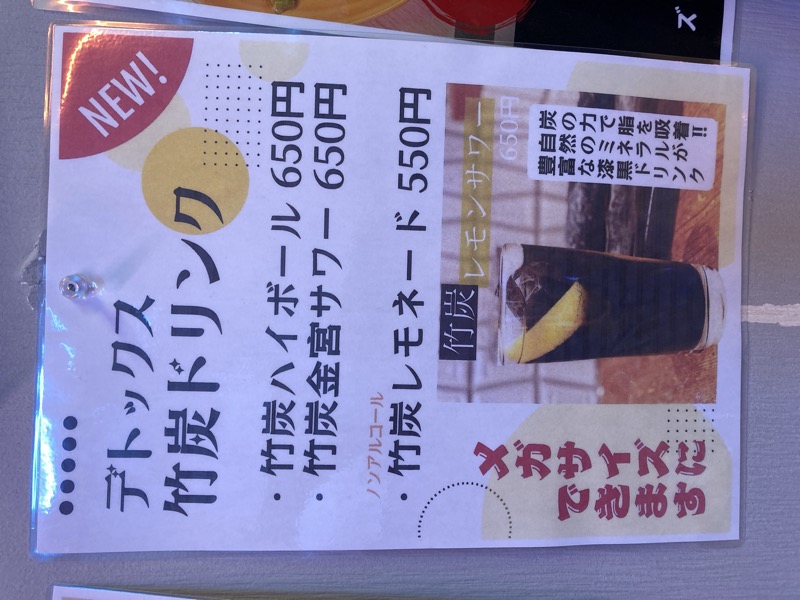 NEW!
デトックス
竹炭ドリンク
・竹炭ハイボール 650円
・竹炭金宮サワー 650円
ノンアルコール
・竹炭レモネード 550円
メガサイズに
できます
竹炭レモンサワー
650円
炭の力で脂を吸着!!
自然のミネラルが
豊富な漆黒ドリンク
ズ